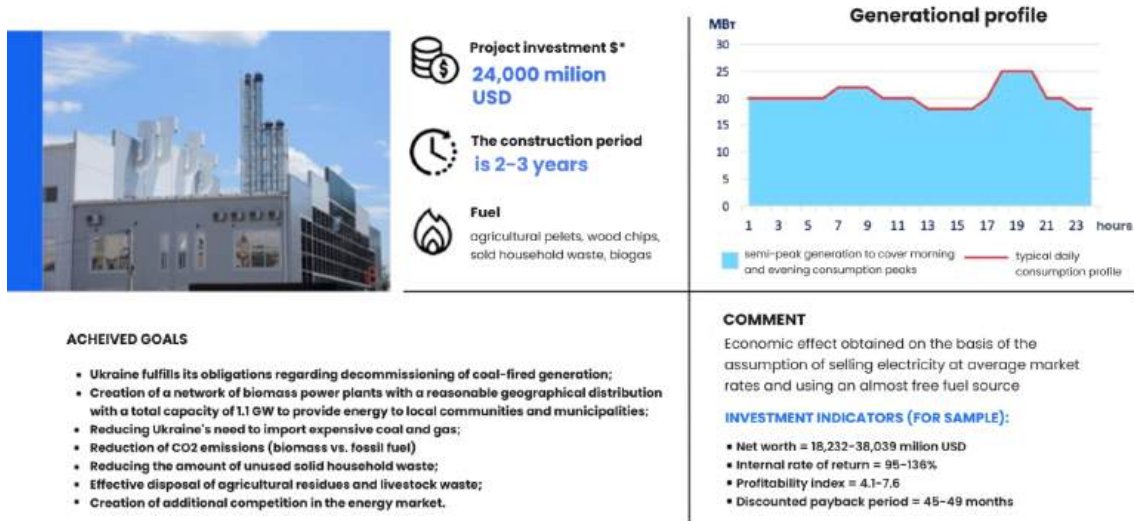 Project investment $*
24,000 milion
USD
The construction period
is 2-3 years
Fuel
agricultural pelets, wood chips,
solid household waste, biogas
Generational profile
МВт
30
25
20
15
10
5
0
1 3 5 7 9 11 13 15 17 19 21 23 hours
semi-peak generation to cover morning
and evening consumption peaks
typical daily
consumption profile
ACHEIVED GOALS
• Ukraine fulfills its obligations regarding decommissioning of coal-fired generation;
• Creation of a network of biomass power plants with a reasonable geographical distribution
with a total capacity of 1.1 GW to provide energy to local communities and municipalities;
• Reducing Ukraine's need to import expensive coal and gas;
• Reduction of CO2 emissions (biomass vs. fossil fuel)
• Reducing the amount of unused solid household waste;
• Effective disposal of agricultural residues and livestock waste;
• Creation of additional competition in the energy market.
COMMENT
Economic effect obtained on the basis of the
assumption of selling electricity at average market
rates and using an almost free fuel source
INVESTMENT INDICATORS (FOR SAMPLE):
▪ Net worth = 18,232-38,039 milion USD
▪ Internal rate of return = 95-136%
▪ Profitability index = 4.1-7.6
▪ Discounted payback period = 45-49 months